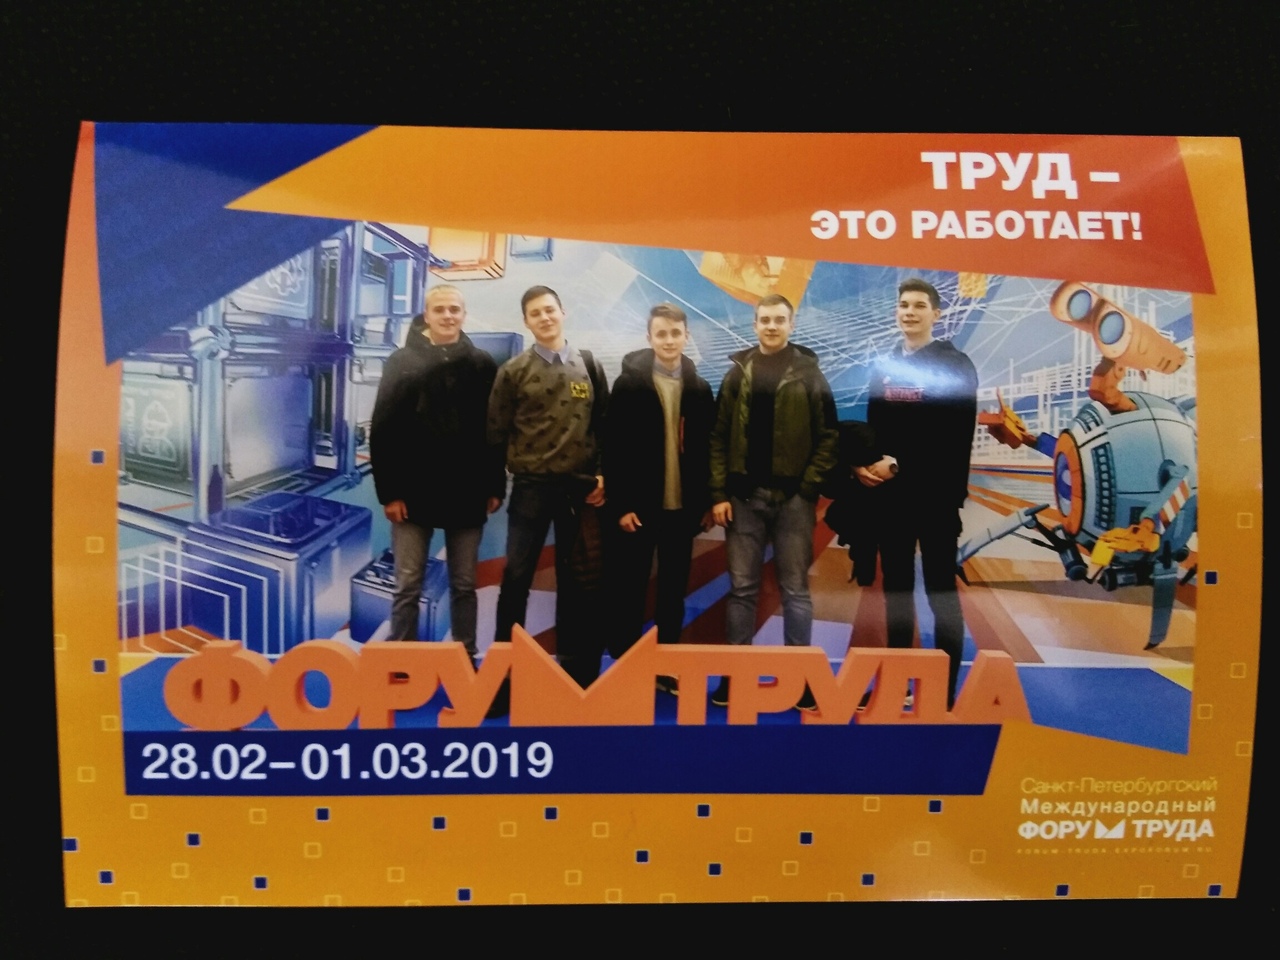 ТРУД –
ЭТО РАБОТАЕТ!
ФОРУМ ТРУДА
28.02–01.03.2019
Санкт-Петербургский
Международный
ФОРУМ ТРУДА